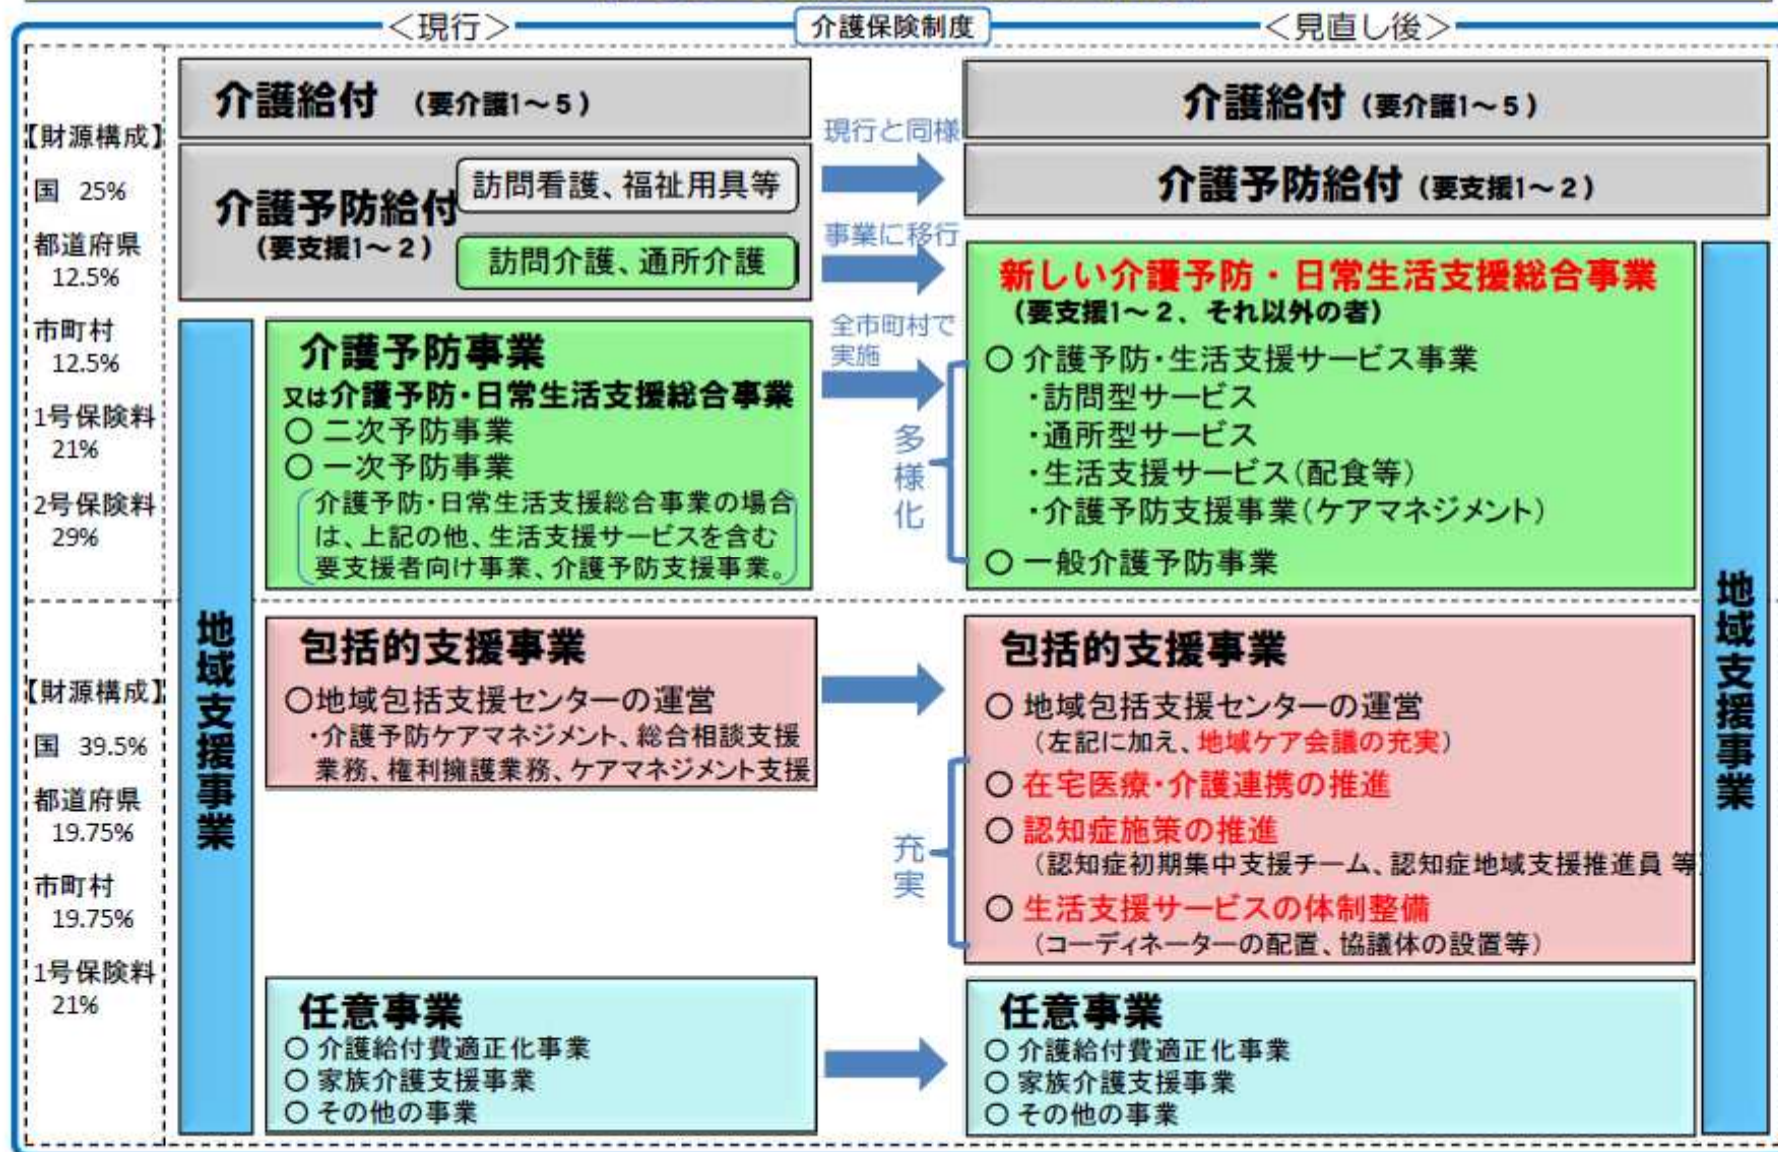 ＜現行＞
介護保険制度
＜見直し後＞
【財源構成】
国 25%
都道府県
12.5%
市町村
12.5%
1号保険料
21%
2号保険料
29%
【財源構成】
国 39.5%
都道府県
19.75%
市町村
19.75%
1号保険料
21%
介護給付 （要介護1～5）
介護予防給付
（要支援1～2）
訪問看護、福祉用具等
訪問介護、通所介護
地域支援事業
介護予防事業
又は介護予防・日常生活支援総合事業
○ 二次予防事業
○ 一次予防事業
介護予防・日常生活支援総合事業の場合
は、上記の他、生活支援サービスを含む
要支援者向け事業、介護予防支援事業。
包括的支援事業
○地域包括支援センターの運営
・介護予防ケアマネジメント、総合相談支援
業務、権利擁護業務、ケアマネジメント支援
任意事業
○ 介護給付費適正化事業
○ 家族介護支援事業
○ その他の事業
現行と同様
事業に移行
全市町村で
実施
多様化
充実
介護給付（要介護1～5）
介護予防給付（要支援1～2）
新しい介護予防・日常生活支援総合事業
（要支援1～2、それ以外の者）
○ 介護予防・生活支援サービス事業
・訪問型サービス
・通所型サービス
・生活支援サービス（配食等）
・介護予防支援事業（ケアマネジメント）
○ 一般介護予防事業
包括的支援事業
○ 地域包括支援センターの運営
（左記に加え、地域ケア会議の充実）
○ 在宅医療・介護連携の推進
○ 認知症施策の推進
（認知症初期集中支援チーム、認知症地域支援推進員 等）
○ 生活支援サービスの体制整備
（コーディネーターの配置、協議体の設置等）
任意事業
○ 介護給付費適正化事業
○ 家族介護支援事業
○ その他の事業
地域支援事業